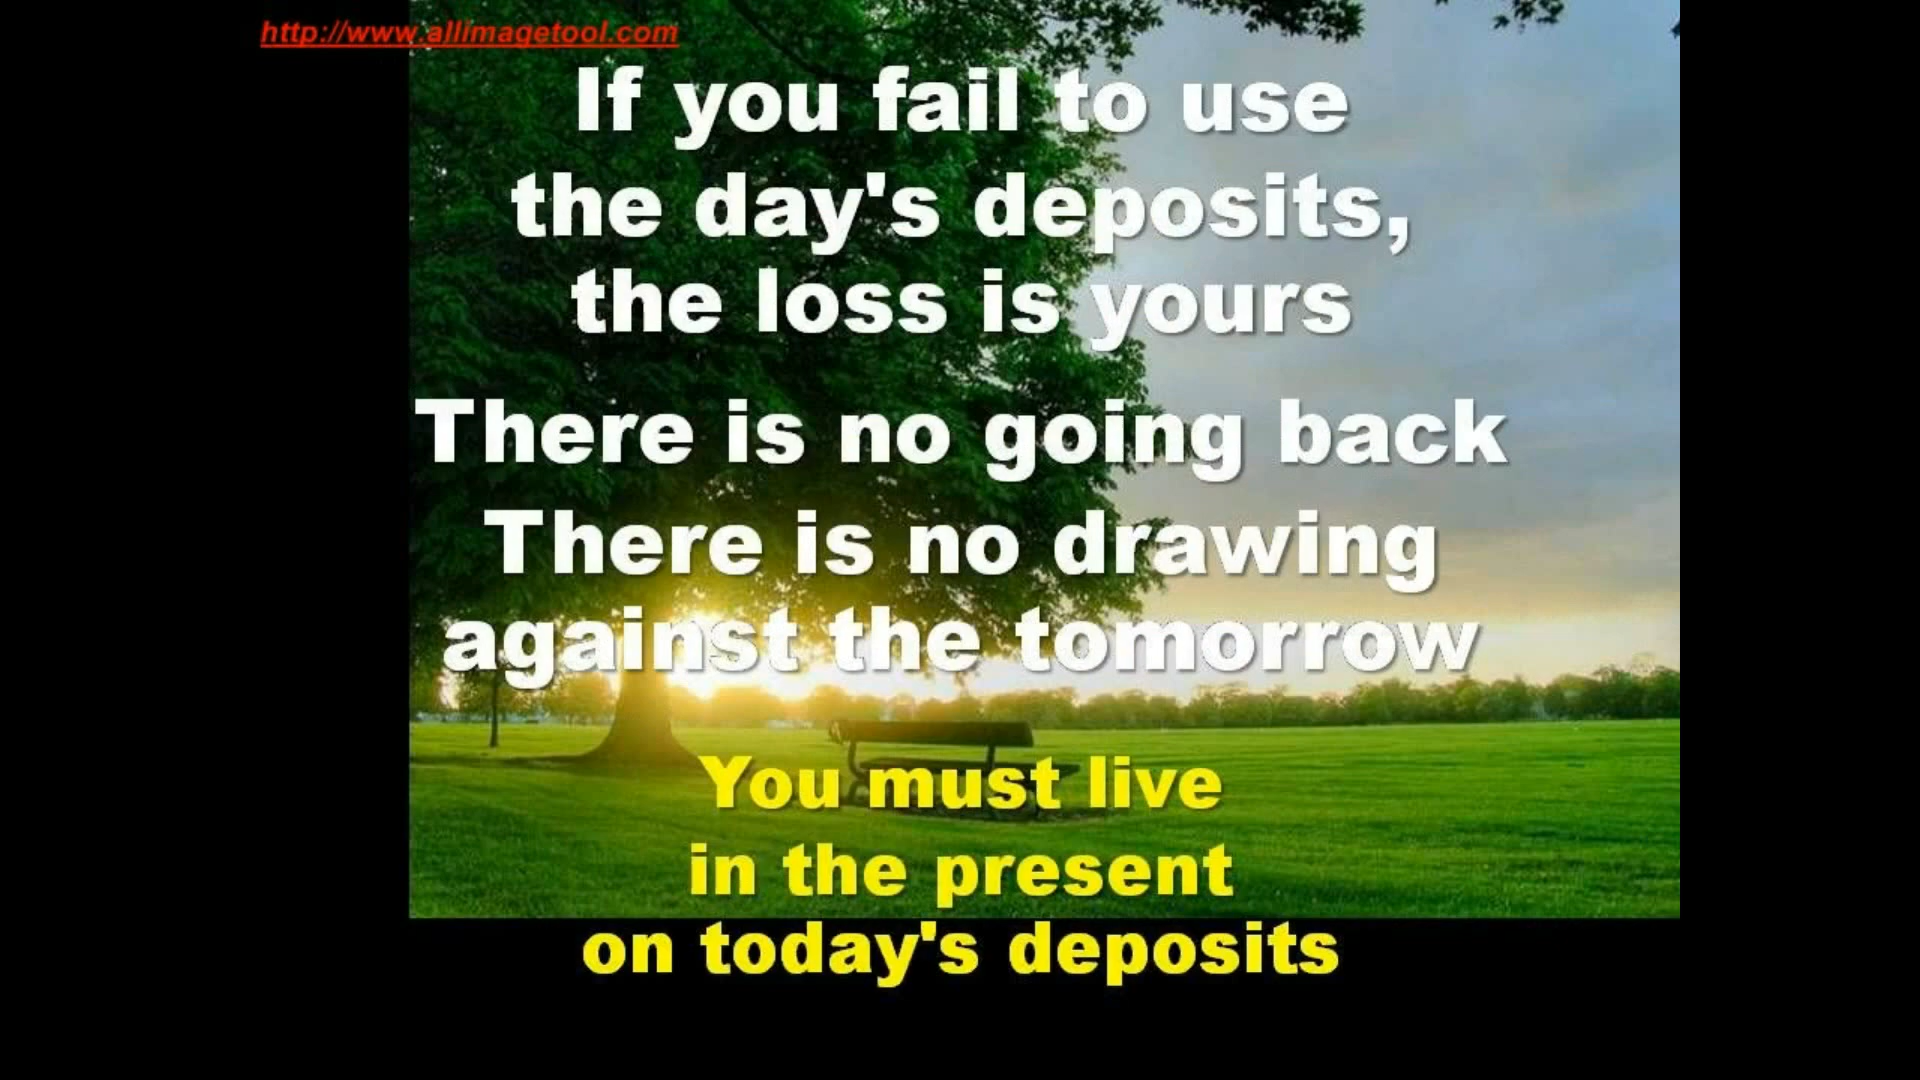 http://www.allimagetool.com
If you fail to use
the day's deposits,
the loss is yours
There is no going back
There is no drawing
against the tomorrow
You must live
in the present
on today's deposits